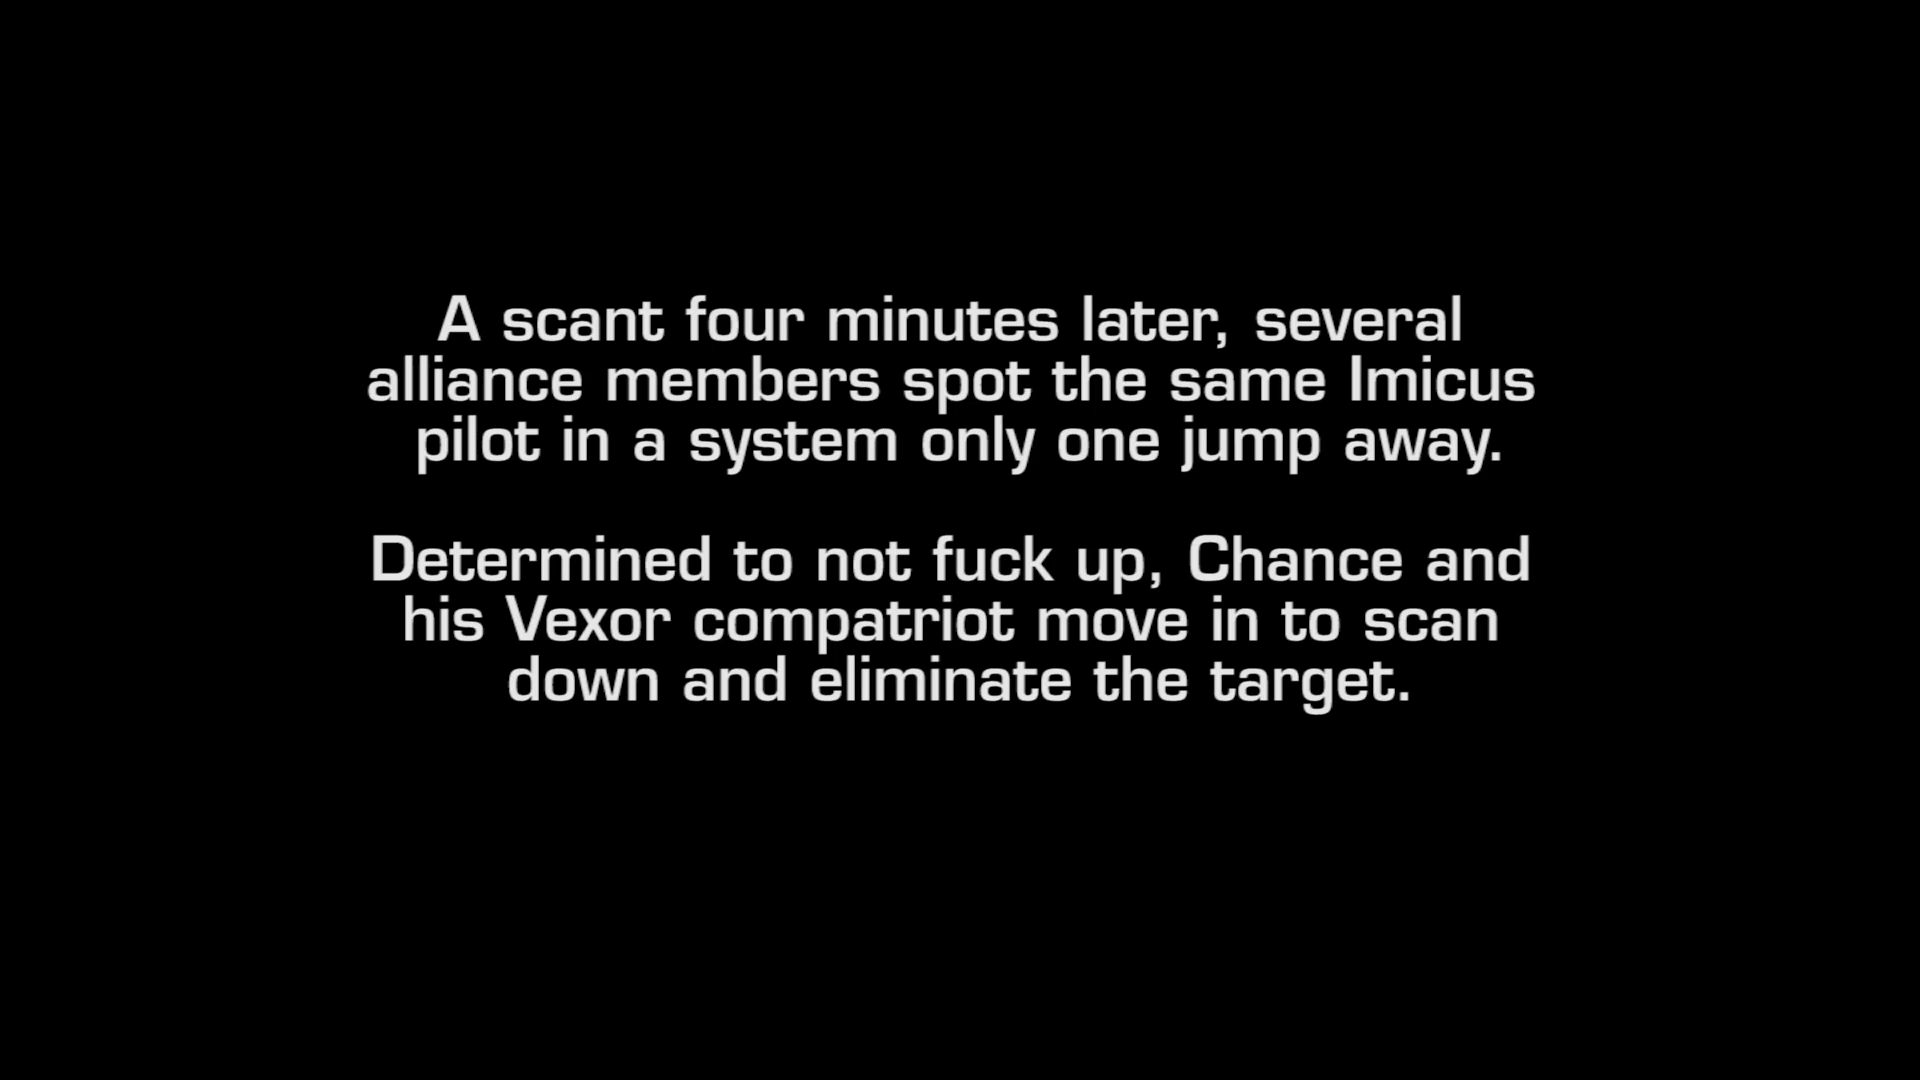 A scant four minutes later, several
alliance members spot the same Imicus
pilot in a system only one jump away.
Determined to not fuck up, Chance and
his Vexor compatriot move in to scan
down and eliminate the target.